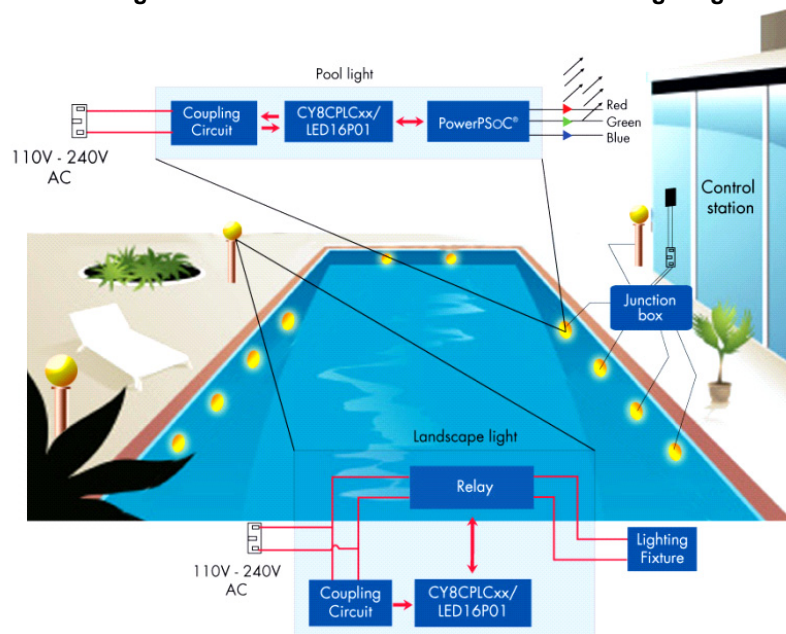 Pool light
Coupling
Circuit
CY8CPLCxx/
LED16P01
PowerPSoC®
Red
Green
Blue
110V - 240V
AC
Control
station
Junction
box
Landscape light
Relay
Lighting
Fixture
110V - 240V
AC
Coupling
Circuit
CY8CPLCxx/
LED16P01